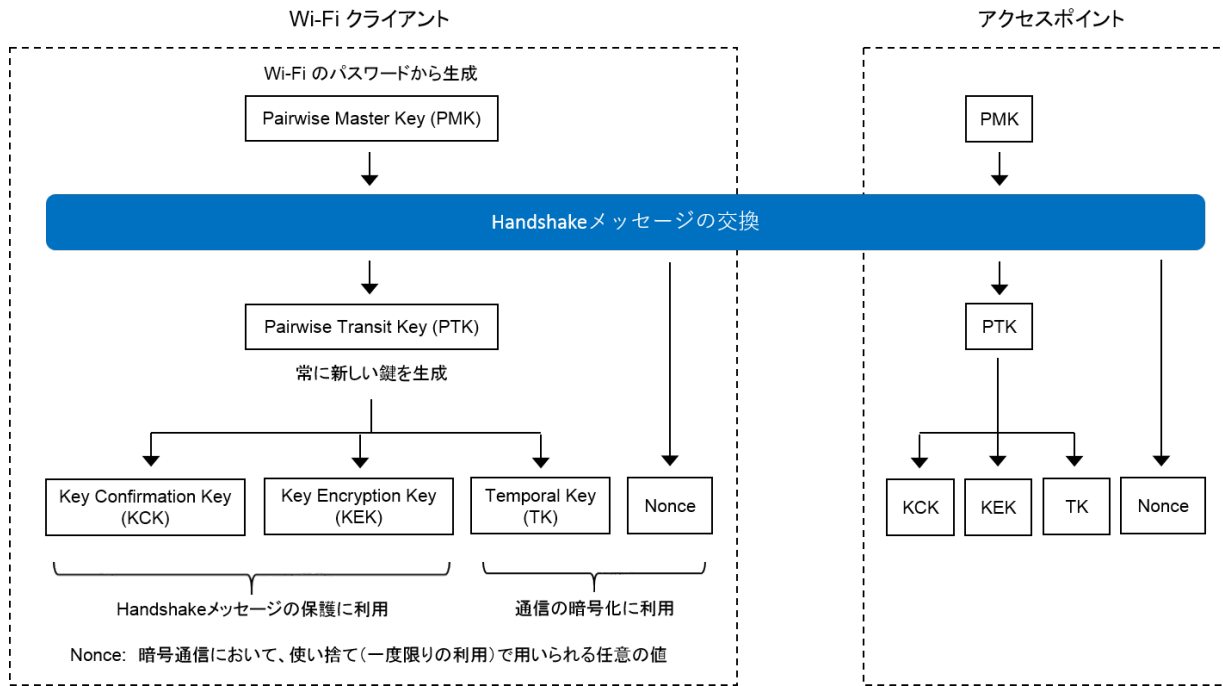 Wi-Fi クライアント
アクセスポイント
Wi-Fi のパスワードから生成
Pairwise Master Key (PMK)
PMK
Handshakeメッセージの交換
Pairwise Transit Key (PTK)
PTK
常に新しい鍵を生成
Key Confirmation Key
(KCK)
Key Encryption Key
(KEK)
Temporal Key
(TK)
Nonce
KCK
KEK
TK
Nonce
Handshakeメッセージの保護に利用
通信の暗号化に利用
Nonce: 暗号通信において、使い捨て(一度限りの利用)で用いられる任意の値